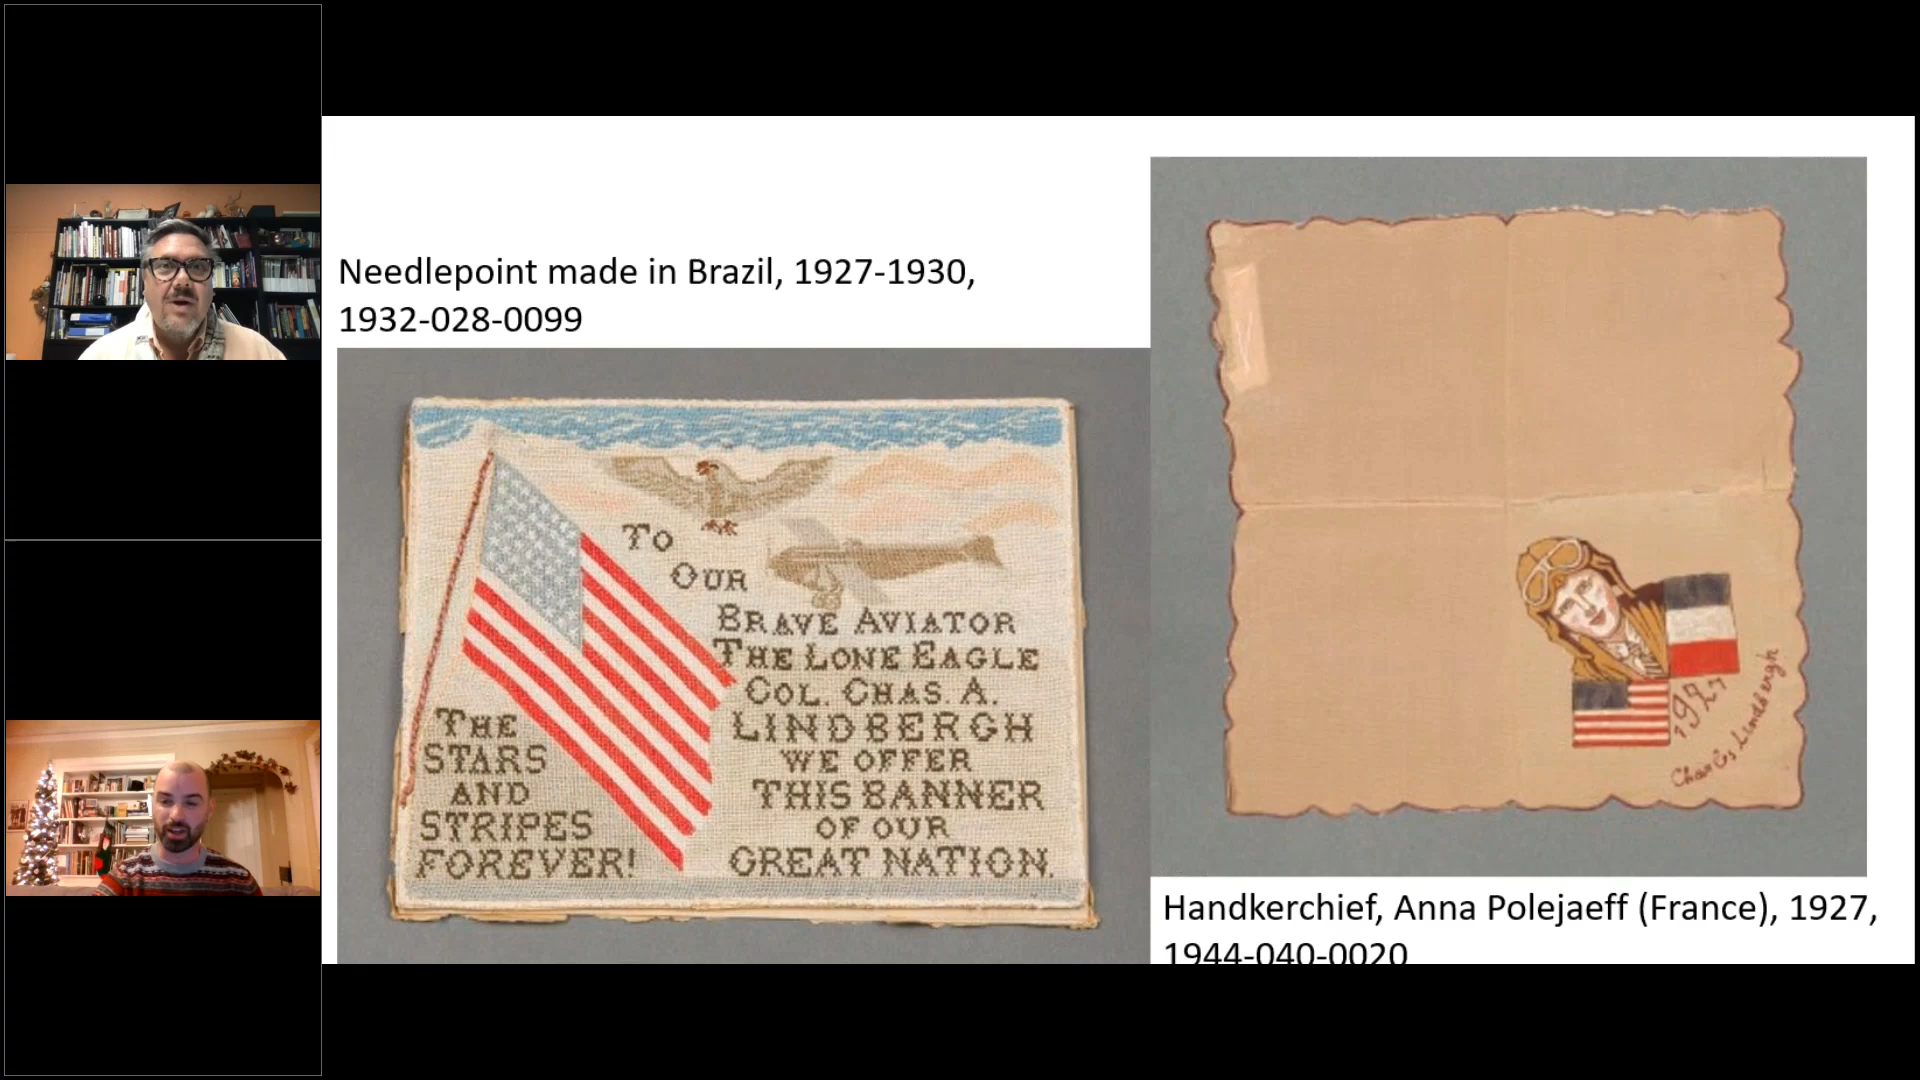 Needlepoint made in Brazil, 1927-1930,
1932-028-0099
TO
OUR
BRAVE AVIATOR
THE LONE EAGLE
COL. CHAS. A.
LINDBERGH
WE OFFER
THIS BANNER
OF OUR
GREAT NATION.
THE
STARS
AND
STRIPES
FOREVER!
1927
Charles Lindbergh
Handkerchief, Anna Polejaeff (France), 1927,
1944-040-0020